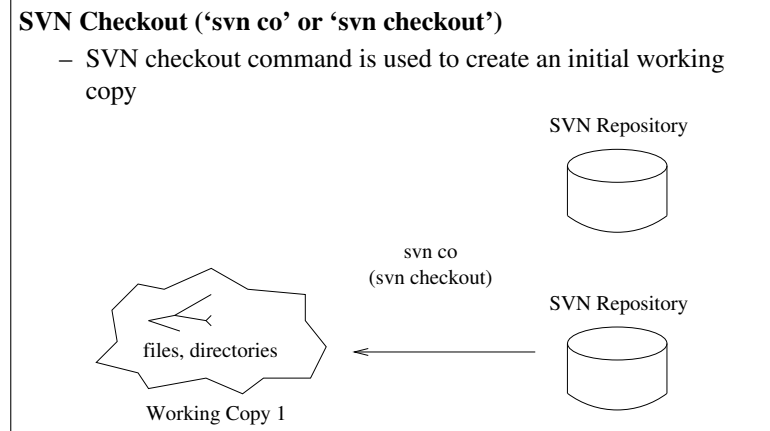 SVN Checkout (‘svn co’ or ‘svn checkout’)
– SVN checkout command is used to create an initial working
copy
SVN Repository
svn co
(svn checkout)
SVN Repository
files, directories
Working Copy 1